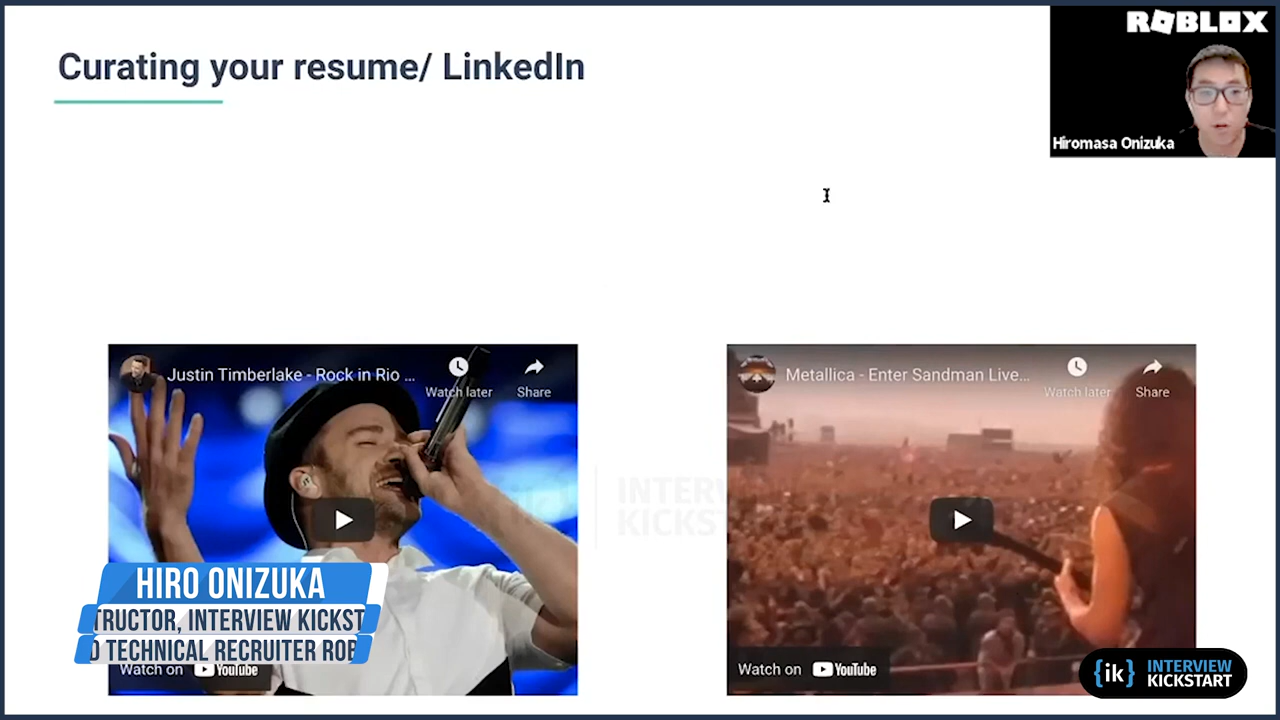 ROBLOX
Curating your resume/ LinkedIn
Hiromasa Onizuka
Justin Timberlake - Rock in Rio ...
Watch later
Share
Metallica - Enter Sandman Live...
Watch later
Share
INTERV
KICKST
HIRO ONIZUKA
TRUCTOR, INTERVIEW KICKST
D TECHNICAL RECRUITER ROB
Watch on YouTube
Watch on YouTube
{ik} INTERVIEW
KICKSTART